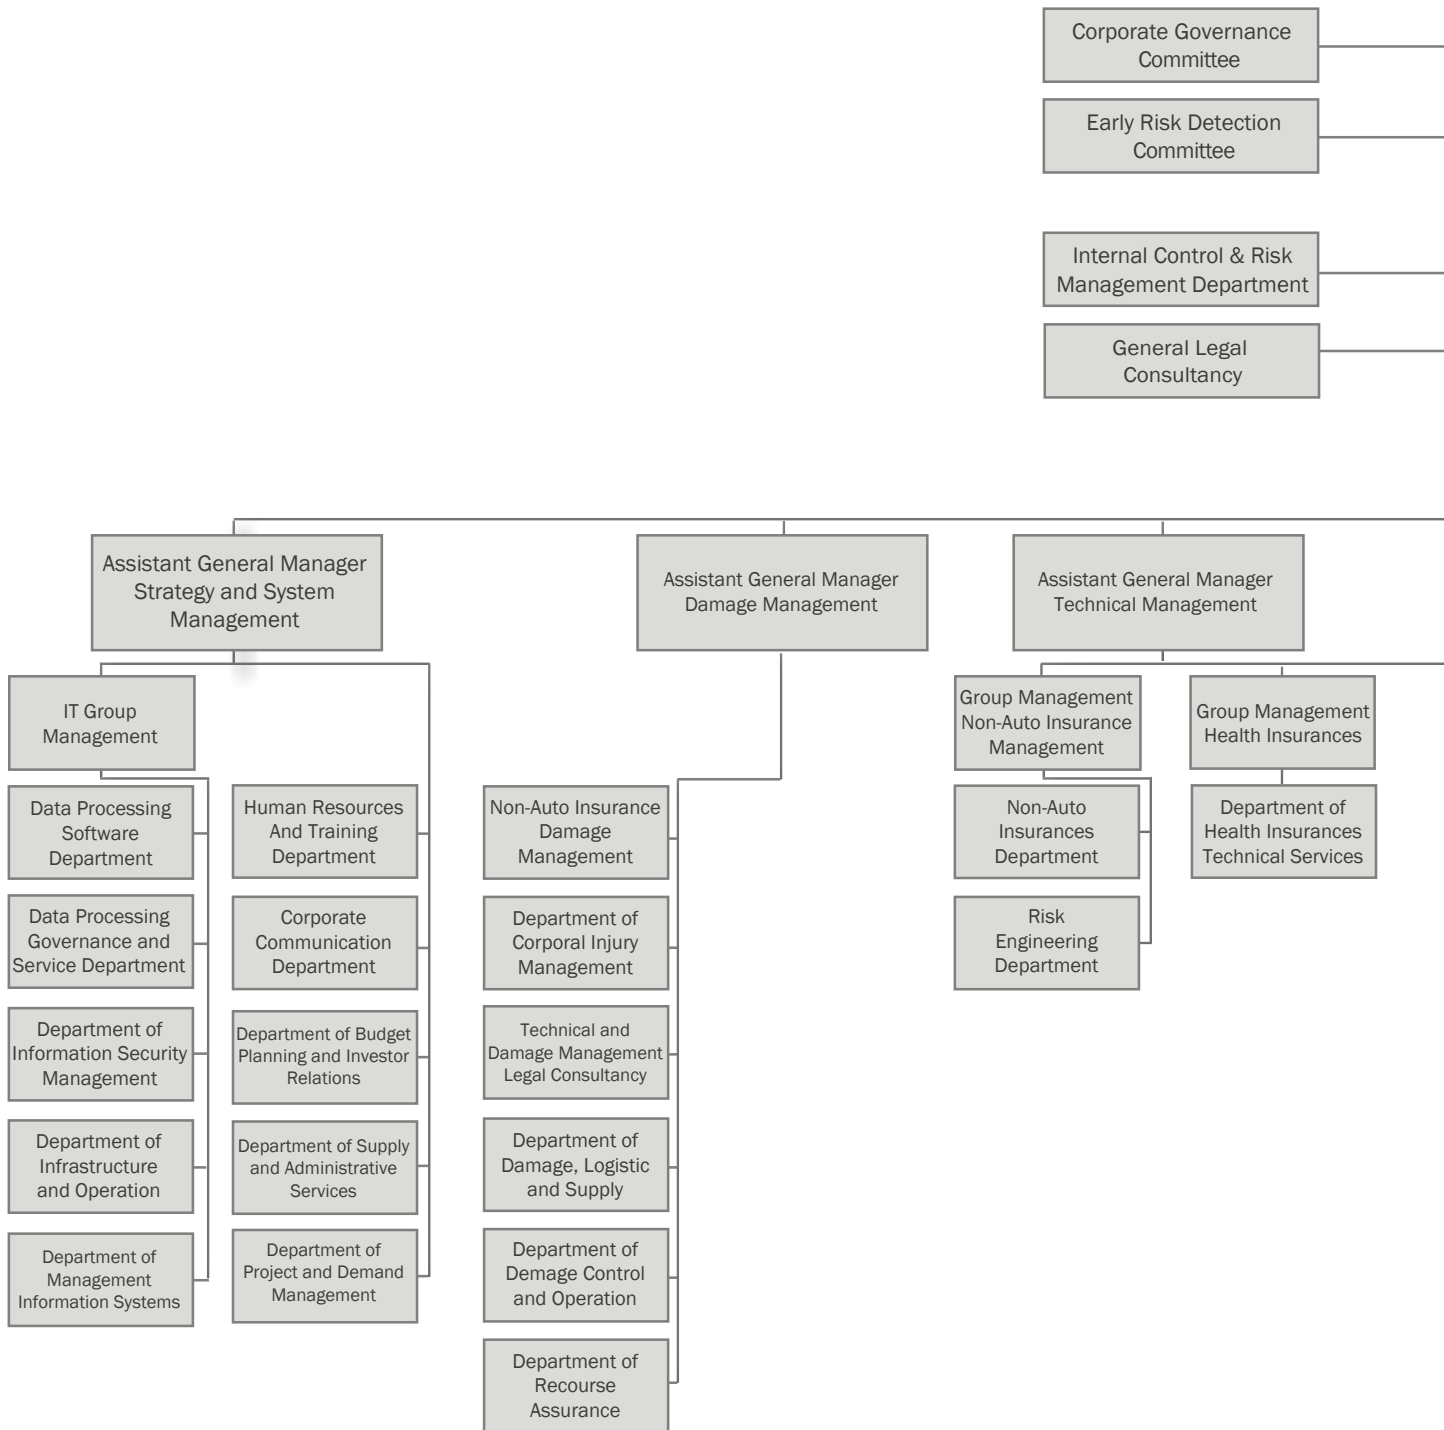 Corporate Governance
Committee
Early Risk Detection
Committee
Internal Control & Risk
Management Department
General Legal
Consultancy
Assistant General Manager
Strategy and System
Management
Assistant General Manager
Damage Management
Assistant General Manager
Technical Management
IT Group
Management
Group Management
Non-Auto Insurance
Management
Group Management
Health Insurances
Data Processing
Software
Department
Human Resources
And Training
Department
Non-Auto Insurance
Damage
Management
Non-Auto
Insurances
Department
Department of
Health Insurances
Technical Services
Data Processing
Governance and
Service Department
Corporate
Communication
Department
Department of
Corporal Injury
Management
Risk
Engineering
Department
Department of
Information Security
Management
Department of Budget
Planning and Investor
Relations
Technical and
Damage Management
Legal Consultancy
Department of
Infrastructure
and Operation
Department of Supply
and Administrative
Services
Department of
Damage, Logistic
and Supply
Department of
Management
Information Systems
Department of
Project and Demand
Management
Department of
Demage Control
and Operation
Department of
Recourse
Assurance